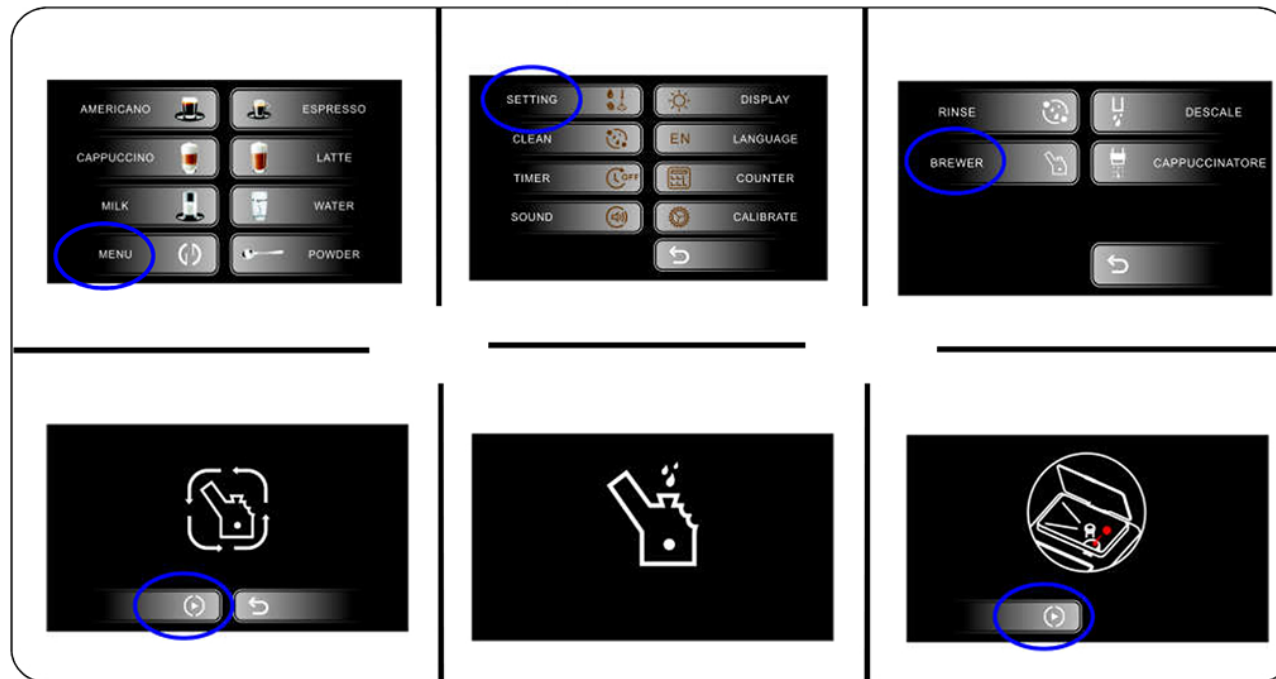 AMERICANO
ESPRESSO
CAPPUCCINO
LATTE
MILK
WATER
MENU
POWDER
SETTING
DISPLAY
CLEAN
EN
LANGUAGE
TIMER
OFF
COUNTER
SOUND
CALIBRATE
RINSE
DESCALE
BREWER
CAPPUCCINATORE